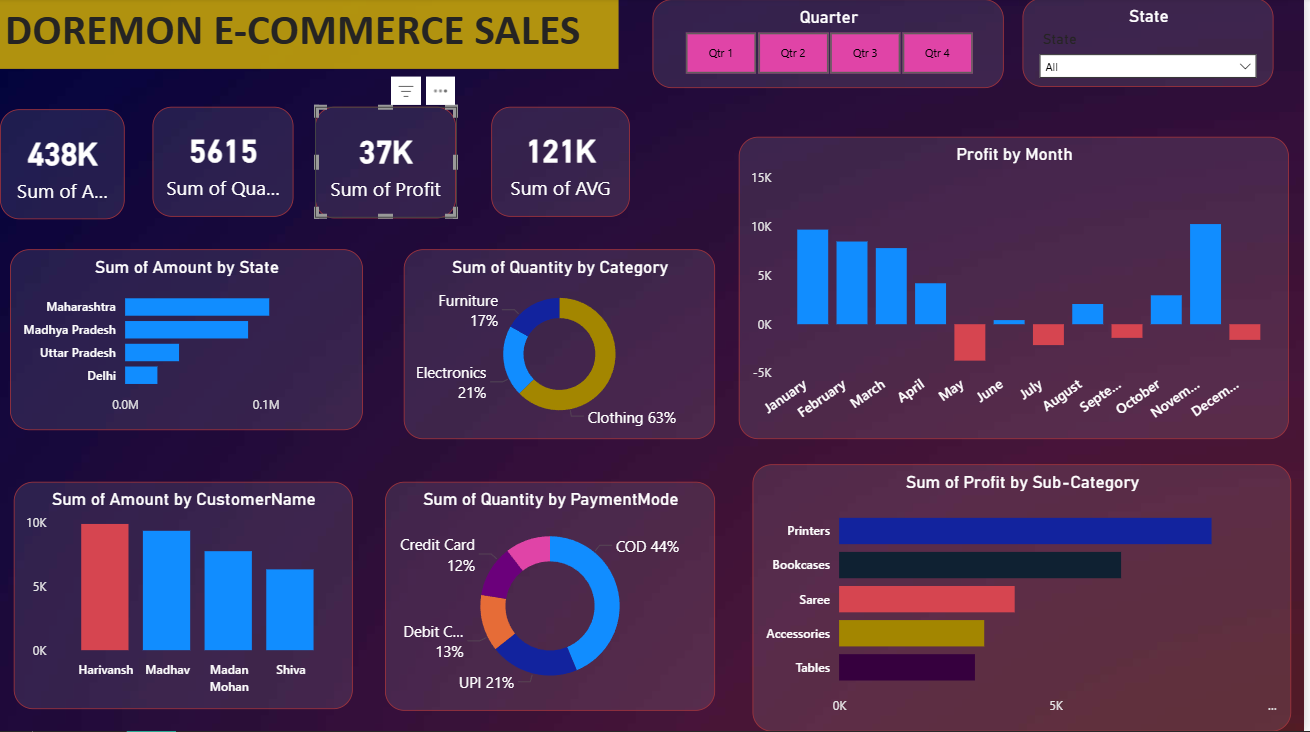 DOREMON E-COMMERCE SALES
Quarter
Qtr 1
Qtr 2
Qtr 3
Qtr 4
State
State
All
438K
Sum of A...
5615
Sum of Qua...
37K
Sum of Profit
121K
Sum of AVG
Profit by Month
15K
10K
5K
0K
-5K
January
February
March
April
May
June
July
August
Septe...
October
Novem...
Decem...
Sum of Amount by State
Maharashtra
Madhya Pradesh
Uttar Pradesh
Delhi
0.0M
0.1M
Sum of Quantity by Category
Furniture
17%
Electronics
21%
Clothing 63%
Sum of Amount by CustomerName
10K
5K
0K
Harivansh
Madhav
Madan
Mohan
Shiva
Sum of Quantity by PaymentMode
Credit Card
12%
COD 44%
Debit C...
13%
UPI 21%
Sum of Profit by Sub-Category
Printers
Bookcases
Saree
Accessories
Tables
0K
5K
...